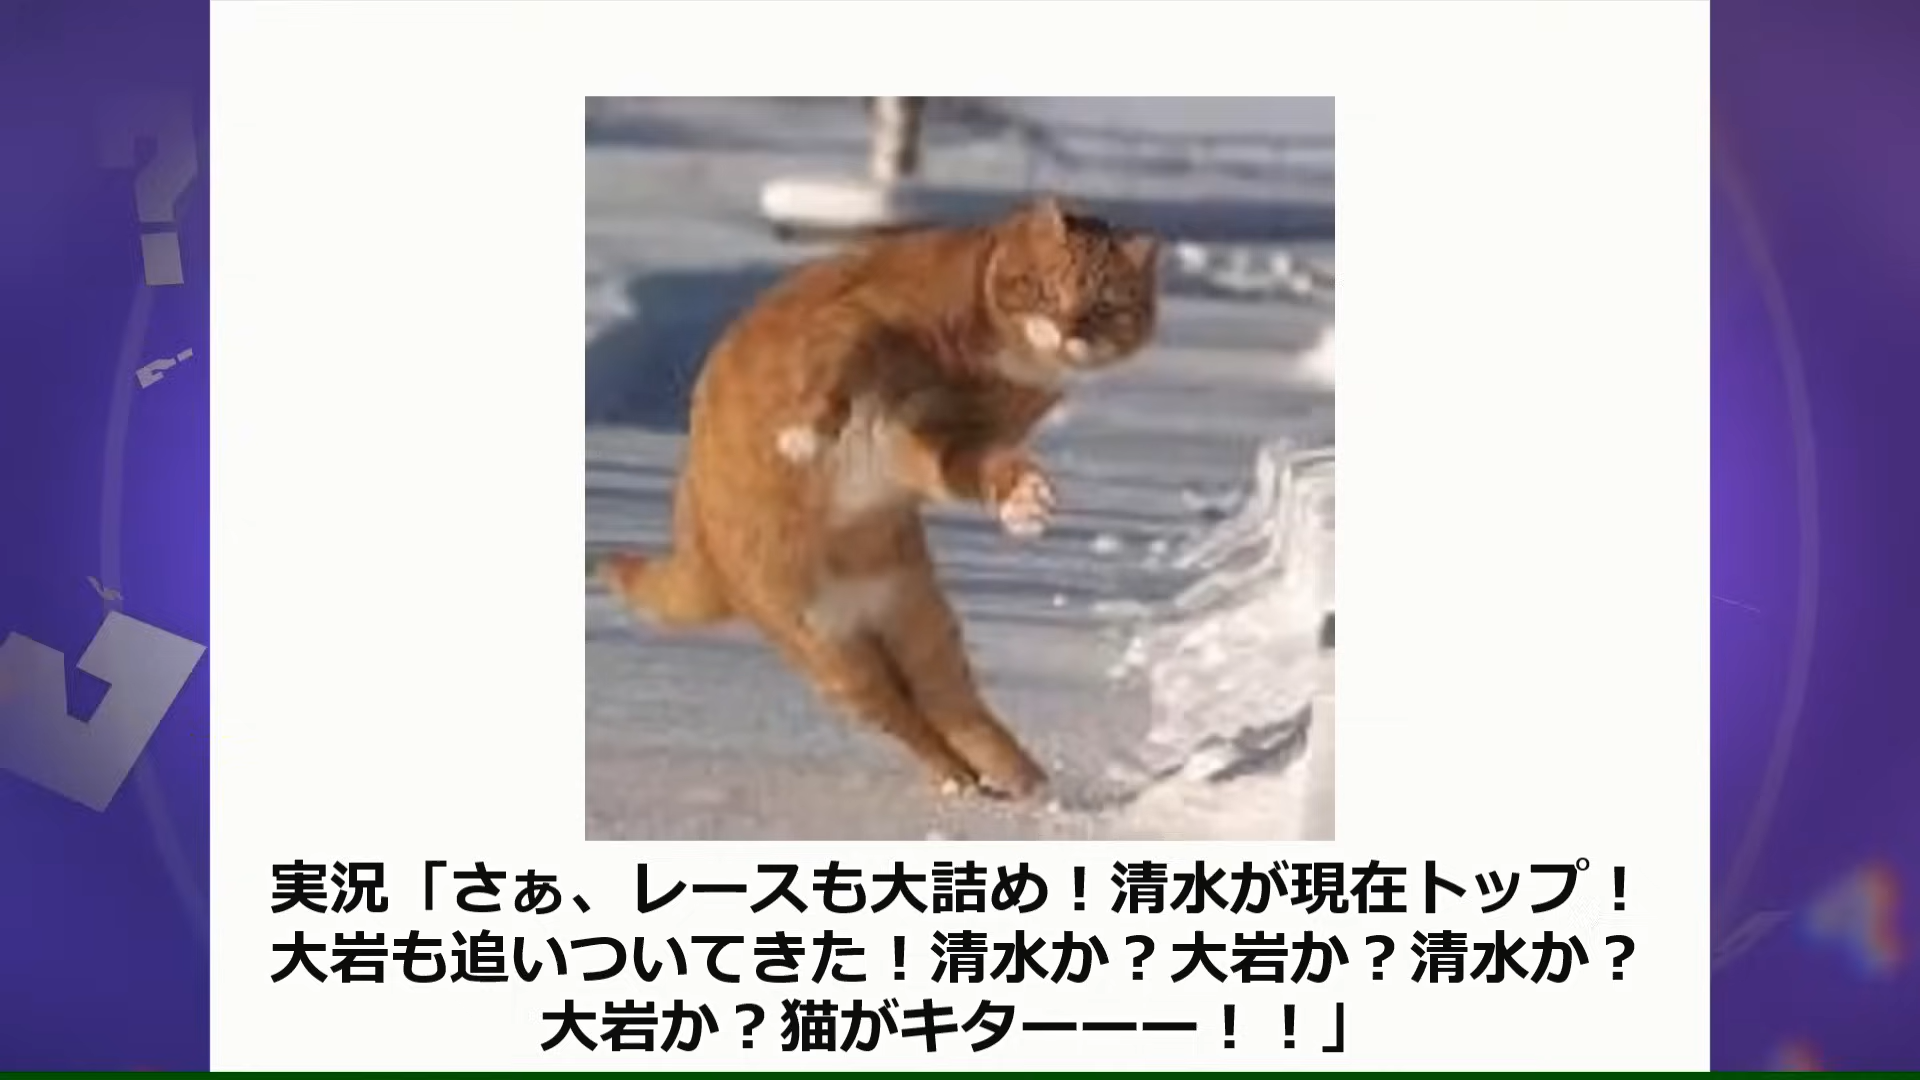 実況「さぁ、レースも大詰め！清水が現在トップ！
大岩も追いついてきた！清水か？大岩か？清水か？
大岩か？猫がキターーー！！」